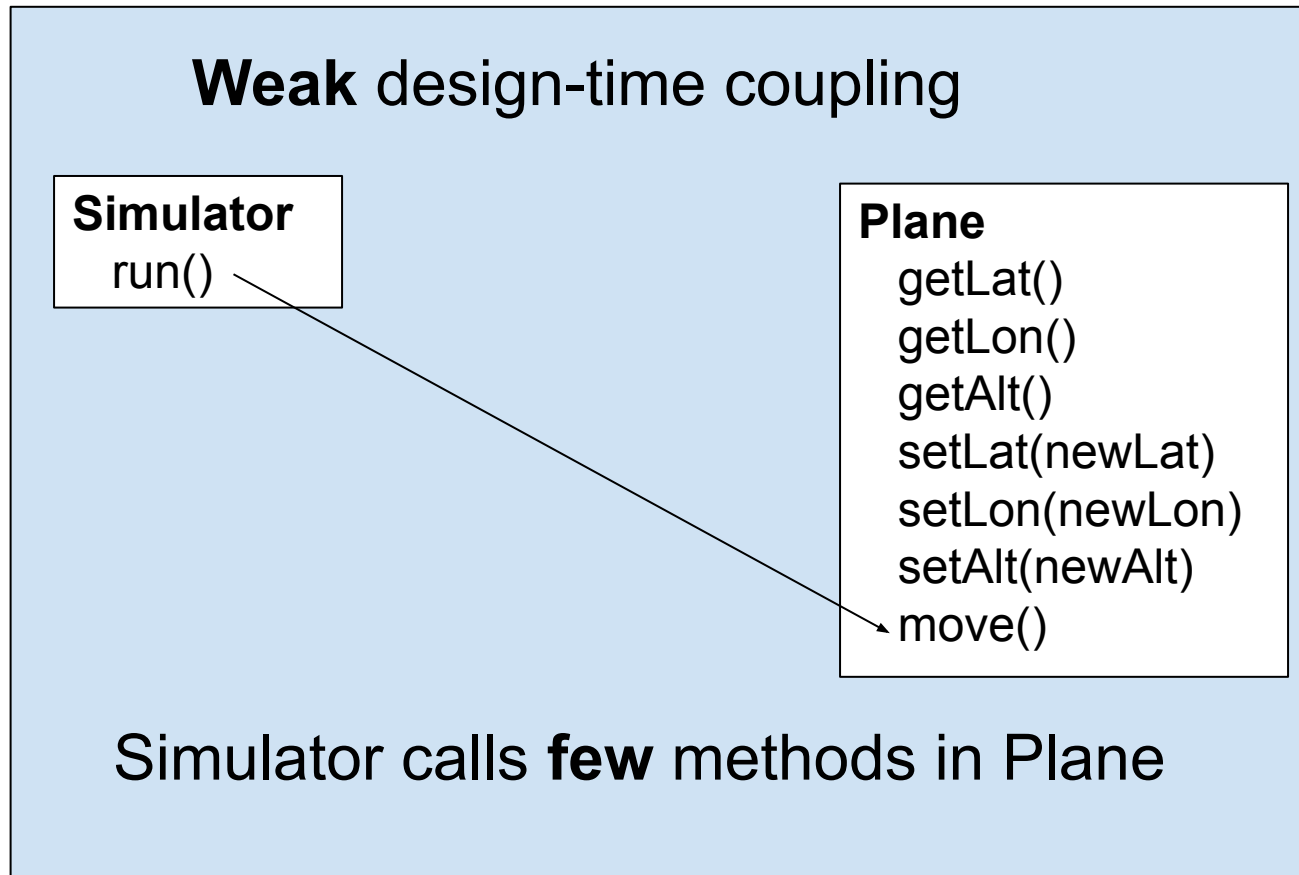 Weak design-time coupling
Simulator
run()
Plane
getLat()
getLon()
getAlt()
setLat(newLat)
setLon(newLon)
setAlt(newAlt)
move()
Simulator calls few methods in Plane